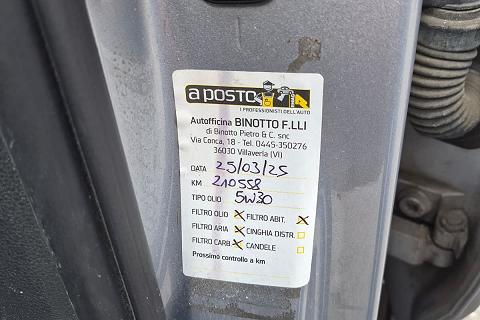 a posto
I PROFESSIONISTI DELL'AUTO
Autofficina BINOTTO F.LLI
di Binotto Pietro & C. snc
Via Conca, 18 - Tel. 0445-350276
36030 Villaverla (VI)
DATA 25/03/25
KM 210558
TIPO OLIO 5W30
FILTRO OLIO X FILTRO ABIT. X
FILTRO ARIA X CINGHIA DISTR.
FILTRO CARB X CANDELE
Prossimo controllo a km